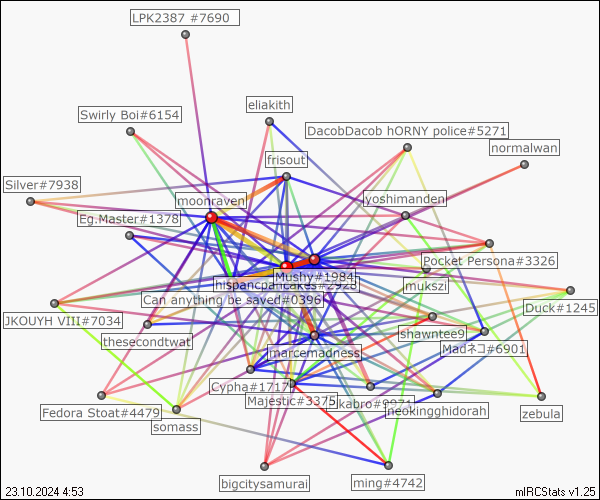 LPK2387 #7690
eliakith
Swirly Boi#6154
DacobDacob hORNY police#5271
normalwan
frisout
Silver#7938
moonraven
yoshimanden
Eg.Master#1378
Pocket Persona#3326
Mushy#1984
hispancpancakes#2928
mukszi
Can anything be saved#0396
Duck#1245
JKOUYH VIII#7034
shawntee9
thesecondtwat
Madネコ#6901
marcemadness
Cypha#1717
Majestic#3375
neokingghidorah
Fedora Stoat#4479
zebula
somass
bigcitysamurai
ming#4742
23.10.2024 4:53
mIRCStats v1.25